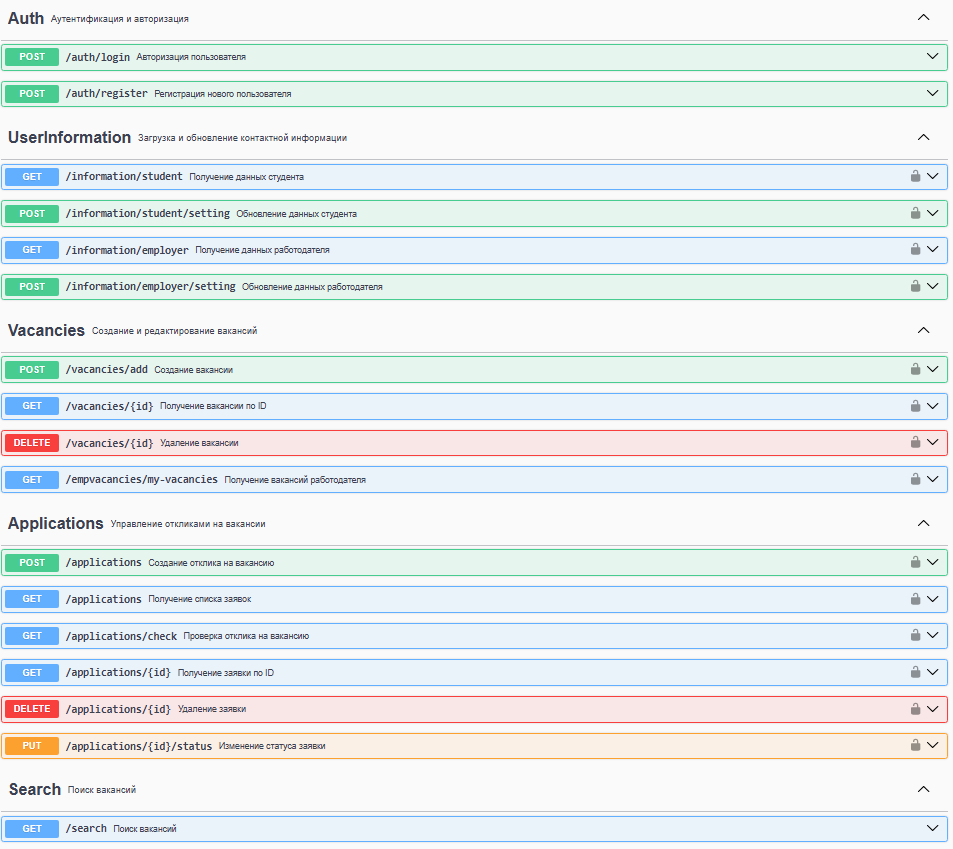 Auth Аутентификация и авторизация
POST /auth/login Авторизация пользователя
POST /auth/register Регистрация нового пользователя
UserInformation Загрузка и обновление контактной информации
GET /information/student Получение данных студента
POST /information/student/setting Обновление данных студента
GET /information/employer Получение данных работодателя
POST /information/employer/setting Обновление данных работодателя
Vacancies Создание и редактирование вакансий
POST /vacancies/add Создание вакансии
GET /vacancies/{id} Получение вакансии по ID
DELETE /vacancies/{id} Удаление вакансии
GET /empvacancies/my-vacancies Получение вакансий работодателя
Applications Управление откликами на вакансии
POST /applications Создание отклика на вакансию
GET /applications Получение списка заявок
GET /applications/check Проверка отклика на вакансию
GET /applications/{id} Получение заявки по ID
DELETE /applications/{id} Удаление заявки
PUT /applications/{id}/status Изменение статуса заявки
Search Поиск вакансий
GET /search Поиск вакансий